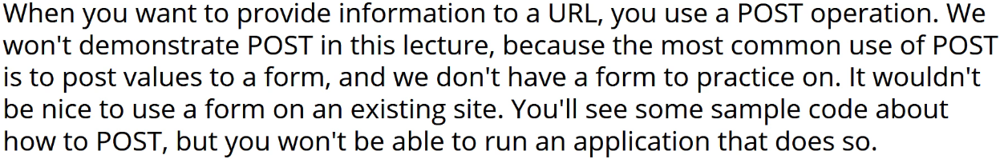 When you want to provide information to a URL, you use a POST operation. We
won't demonstrate POST in this lecture, because the most common use of POST
is to post values to a form, and we don't have a form to practice on. It wouldn't
be nice to use a form on an existing site. You'll see some sample code about
how to POST, but you won't be able to run an application that does so.